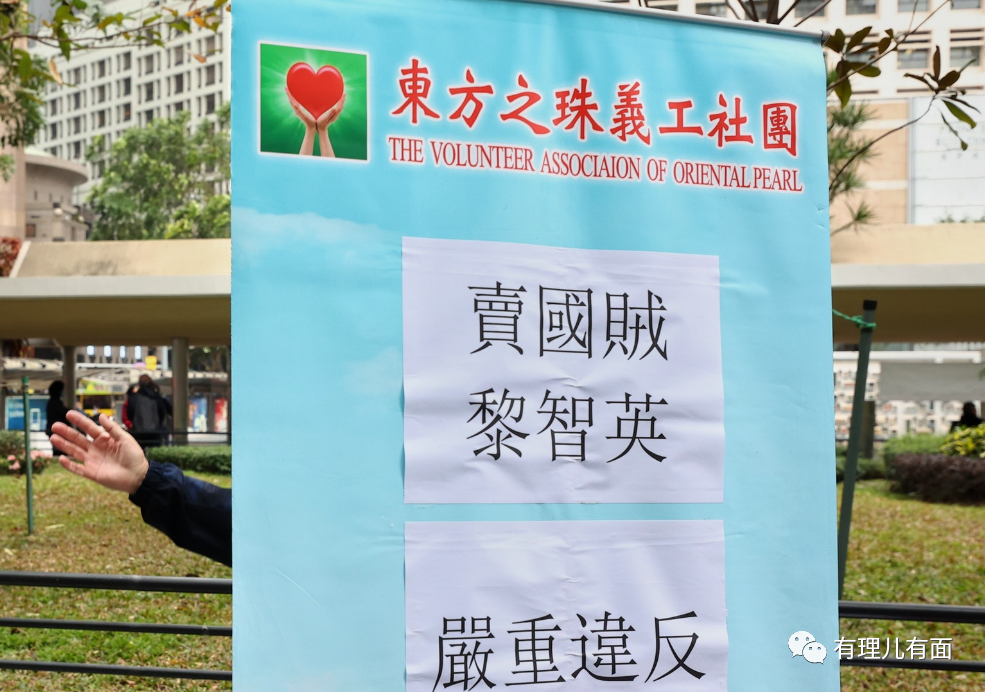 東方之珠義工社團
THE VOLUNTEER ASSOCIAION OF ORIENTAL PEARL
賣國賊
黎智英
嚴重違反
有理儿有面